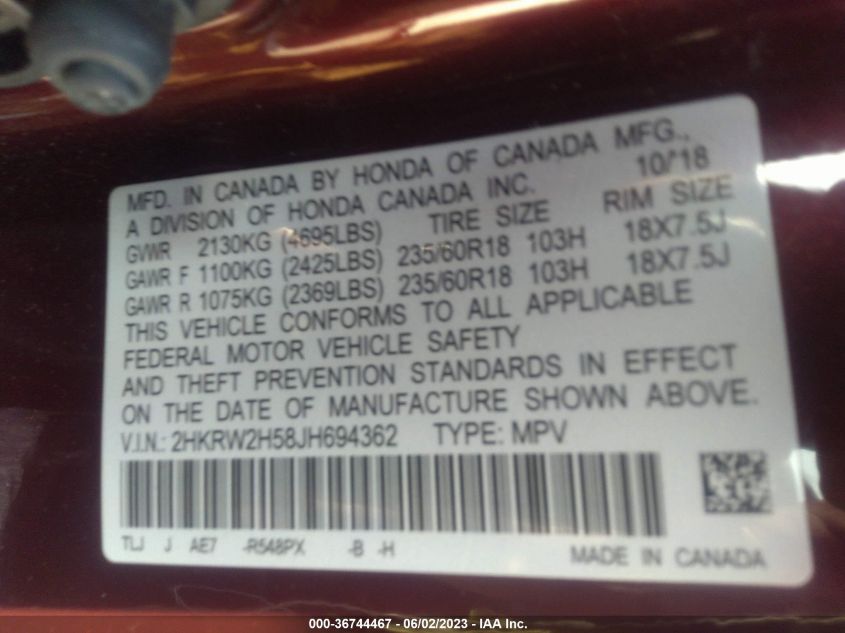 MFD. IN CANADA BY HONDA OF CANADA MFG.,
A DIVISION OF HONDA CANADA INC. 10/18
GVWR 2130KG (4695LBS) TIRE SIZE RIM SIZE
GAWR F 1100KG (2425LBS) 235/60R18 103H 18X7.5J
GAWR R 1075KG (2369LBS) 235/60R18 103H 18X7.5J
THIS VEHICLE CONFORMS TO ALL APPLICABLE
FEDERAL MOTOR VEHICLE SAFETY
AND THEFT PREVENTION STANDARDS IN EFFECT
ON THE DATE OF MANUFACTURE SHOWN ABOVE.
V.I.N.: 2HKRW2H58JH694362 TYPE: MPV
TLJ J AE7 -R548PX -B -H MADE IN CANADA
000-36744467 - 06/02/2023 - IAA Inc.